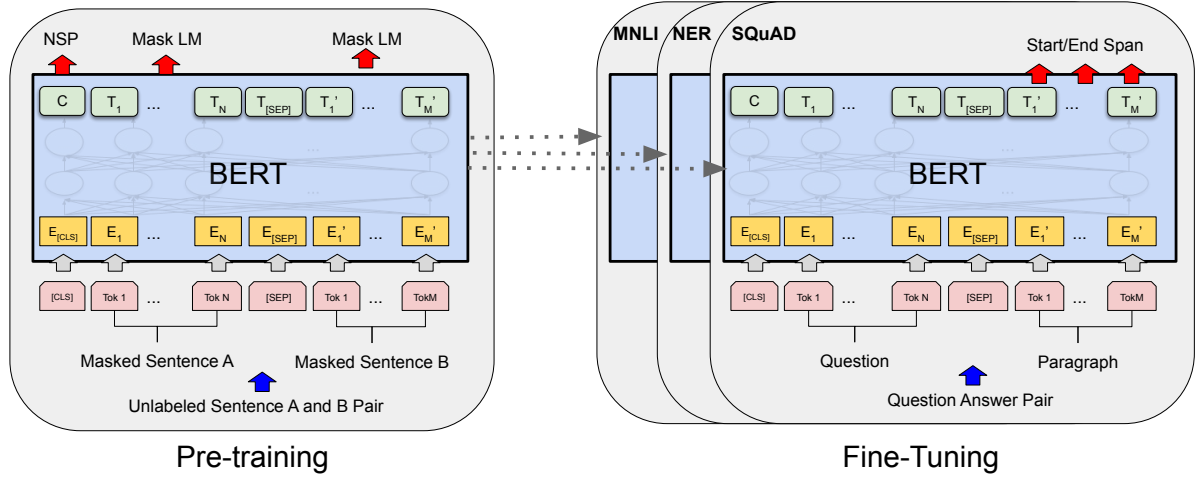 NSP Mask LM Mask LM
C T1 ... TN T[SEP] T1' ... TM'
...
BERT
...
E[CLS] E1 ... EN E[SEP] E1' ... EM'
[CLS] Tok 1 ... Tok N [SEP] Tok 1 ... TokM
Masked Sentence A Masked Sentence B
Unlabeled Sentence A and B Pair
Pre-training
MNLI NER SQuAD
Start/End Span
C T1 ... TN T[SEP] T1' ... TM'
...
BERT
...
E[CLS] E1 ... EN E[SEP] E1' ... EM'
[CLS] Tok 1 ... Tok N [SEP] Tok 1 ... TokM
Question Paragraph
Question Answer Pair
Fine-Tuning